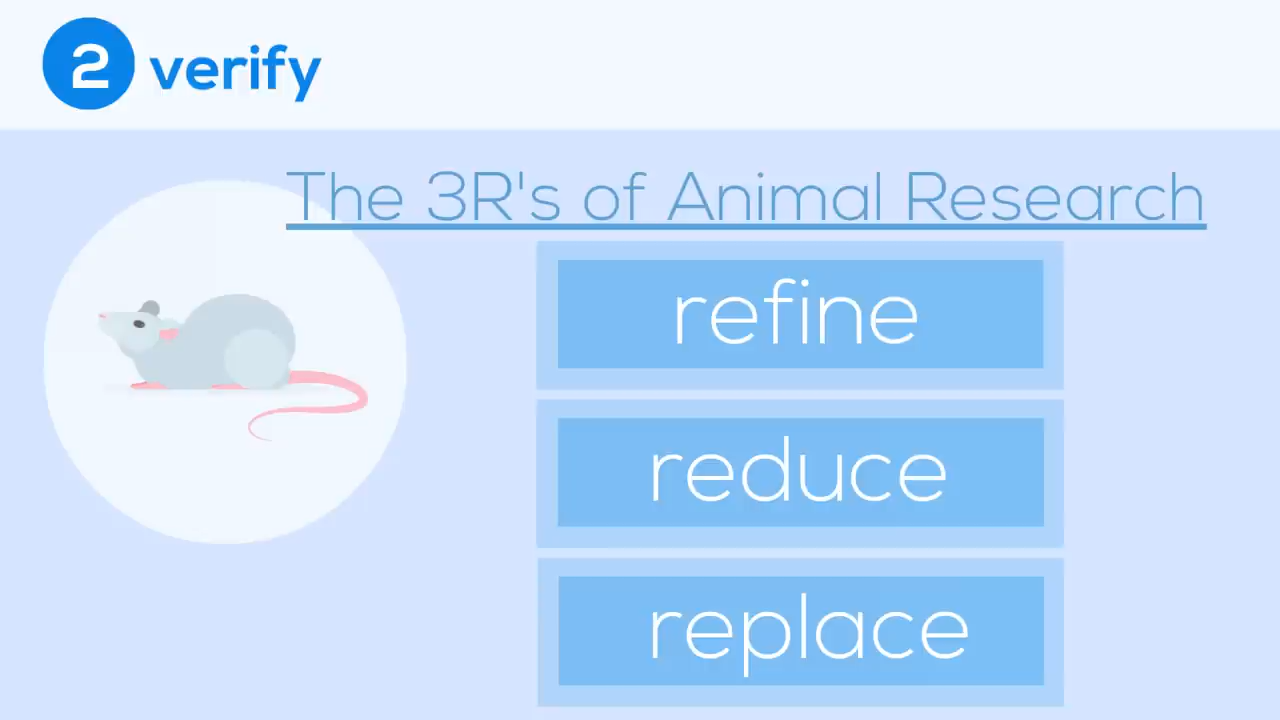 2 verify
The 3R's of Animal Research
refine
reduce
replace